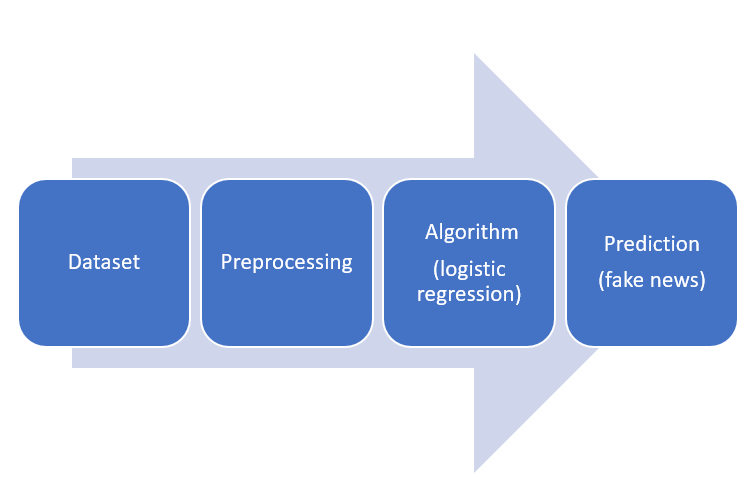 Dataset
Preprocessing
Algorithm
(logistic
regression)
Prediction
(fake news)